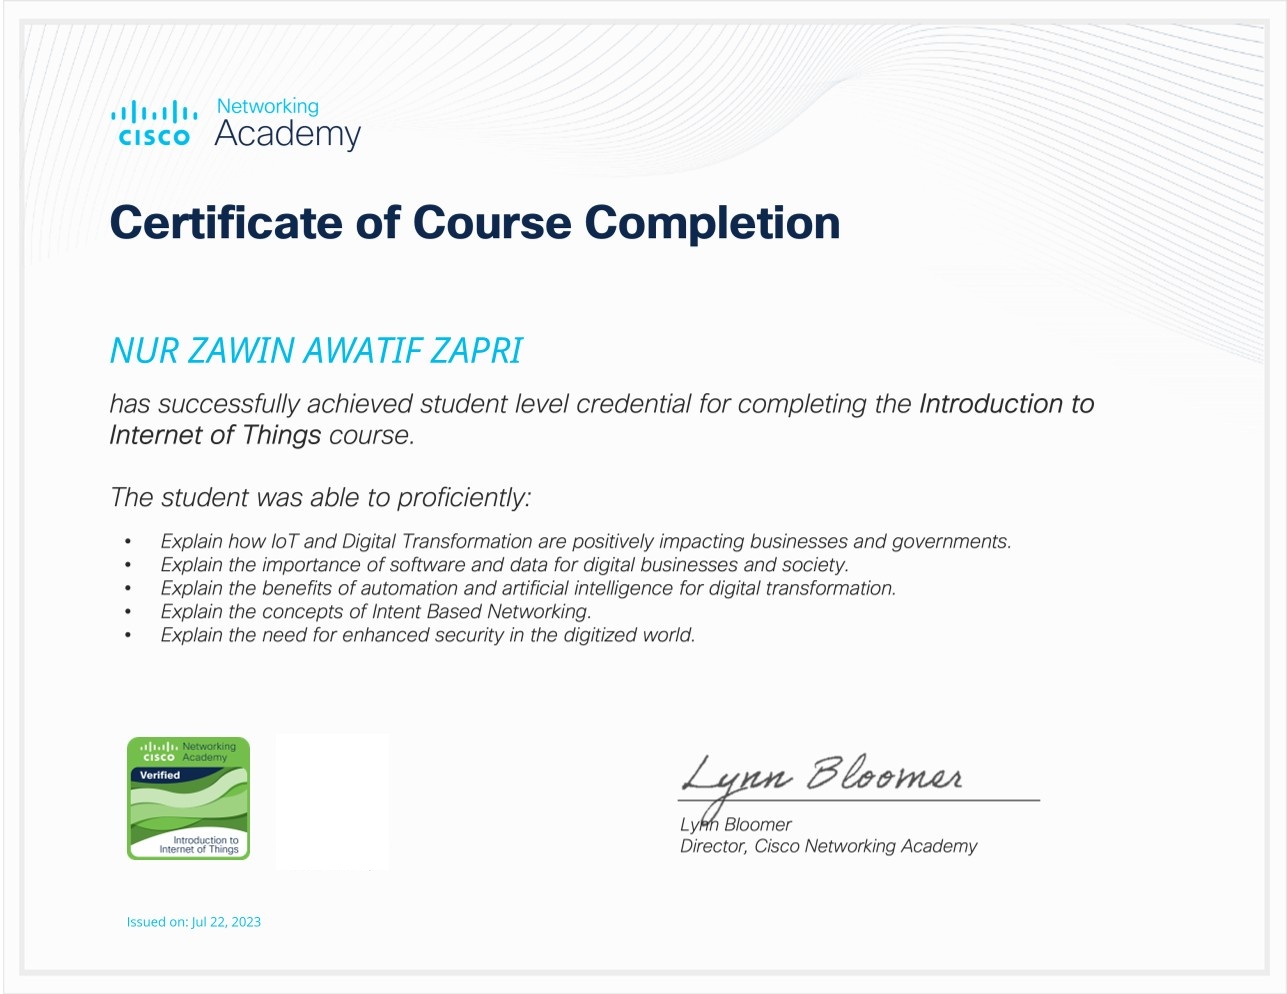 Networking
CISCO Academy
Certificate of Course Completion
NUR ZAWIN AWATIF ZAPRI
has successfully achieved student level credential for completing the Introduction to
Internet of Things course.
The student was able to proficiently:
• Explain how IoT and Digital Transformation are positively impacting businesses and governments.
• Explain the importance of software and data for digital businesses and society.
• Explain the benefits of automation and artificial intelligence for digital transformation.
• Explain the concepts of Intent Based Networking.
• Explain the need for enhanced security in the digitized world.
Networking
CISCO Academy
Verified
Introduction to
Internet of Things
Lynn Bloomer
Lynn Bloomer
Director, Cisco Networking Academy
Issued on: Jul 22, 2023